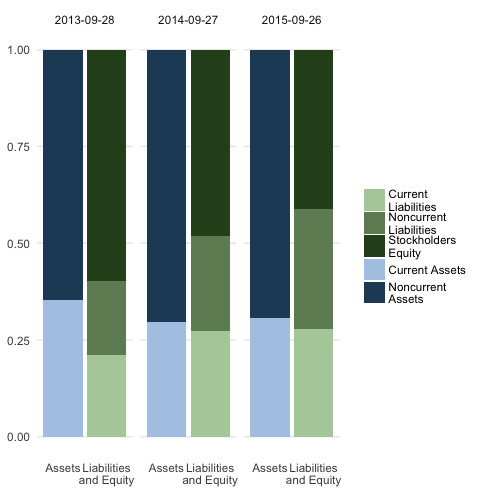 2013-09-28 2014-09-27 2015-09-26
1.00
0.75
0.50
0.25
0.00
Assets Liabilities and Equity
Assets Liabilities and Equity
Assets Liabilities and Equity
Current
Liabilities
Noncurrent
Liabilities
Stockholders
Equity
Current Assets
Noncurrent
Assets